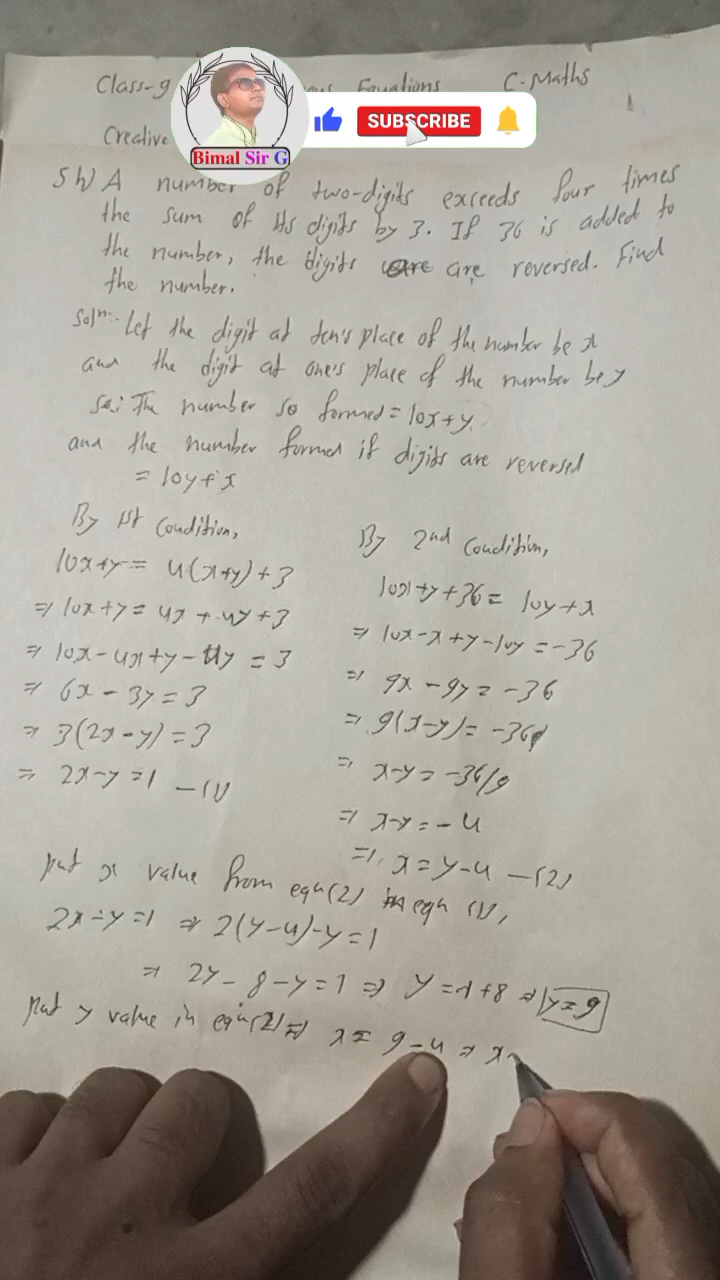 Class-9 Equations C-Maths
SUBSCRIBE
Creative
Bimal Sir G
5 h) A number of two-digits exceeds four times
the sum of its digits by 3. If 36 is added to
the number, the digits are are reversed. Find
the number.
Soln:- Let the digit at ten's place of the number be x
and the digit at one's place of the number be y
So: The number so formed = 10x+y.
and the number formed if digits are reversed
= 10y+x
By 1st Condition,
10x+y = 4(x+y)+3
⇒ 10x+y = 4x+4y+3
⇒ 10x-4x+y-4y = 3
⇒ 6x-3y = 3
⇒ 3(2x-y) = 3
⇒ 2x-y = 1 —(1)
By 2nd Condition,
10x+y+36 = 10y+x
⇒ 10x-x+y-10y = -36
⇒ 9x-9y = -36
⇒ 9(x-y) = -36
⇒ x-y = -36/9
⇒ x-y = -4
⇒ x = y-4 —(2)
put x value from eqn(2) in eqn (1),
2x-y = 1 ⇒ 2(y-4)-y = 1
⇒ 2y-8-y = 1 ⇒ y = 1+8 ⇒ y = 9
put y value in eqn(2) ⇒ x = 9-4 ⇒ x